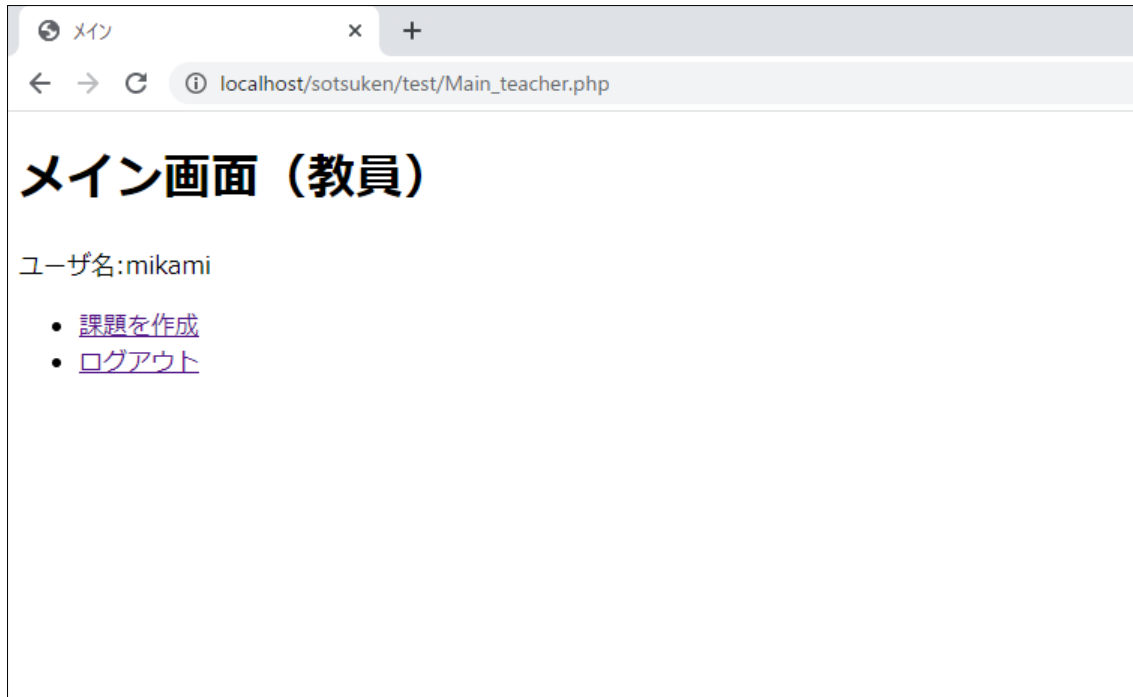 メイン
localhost/sotsuken/test/Main_teacher.php
メイン画面（教員）
ユーザ名:mikami
課題を作成
ログアウト